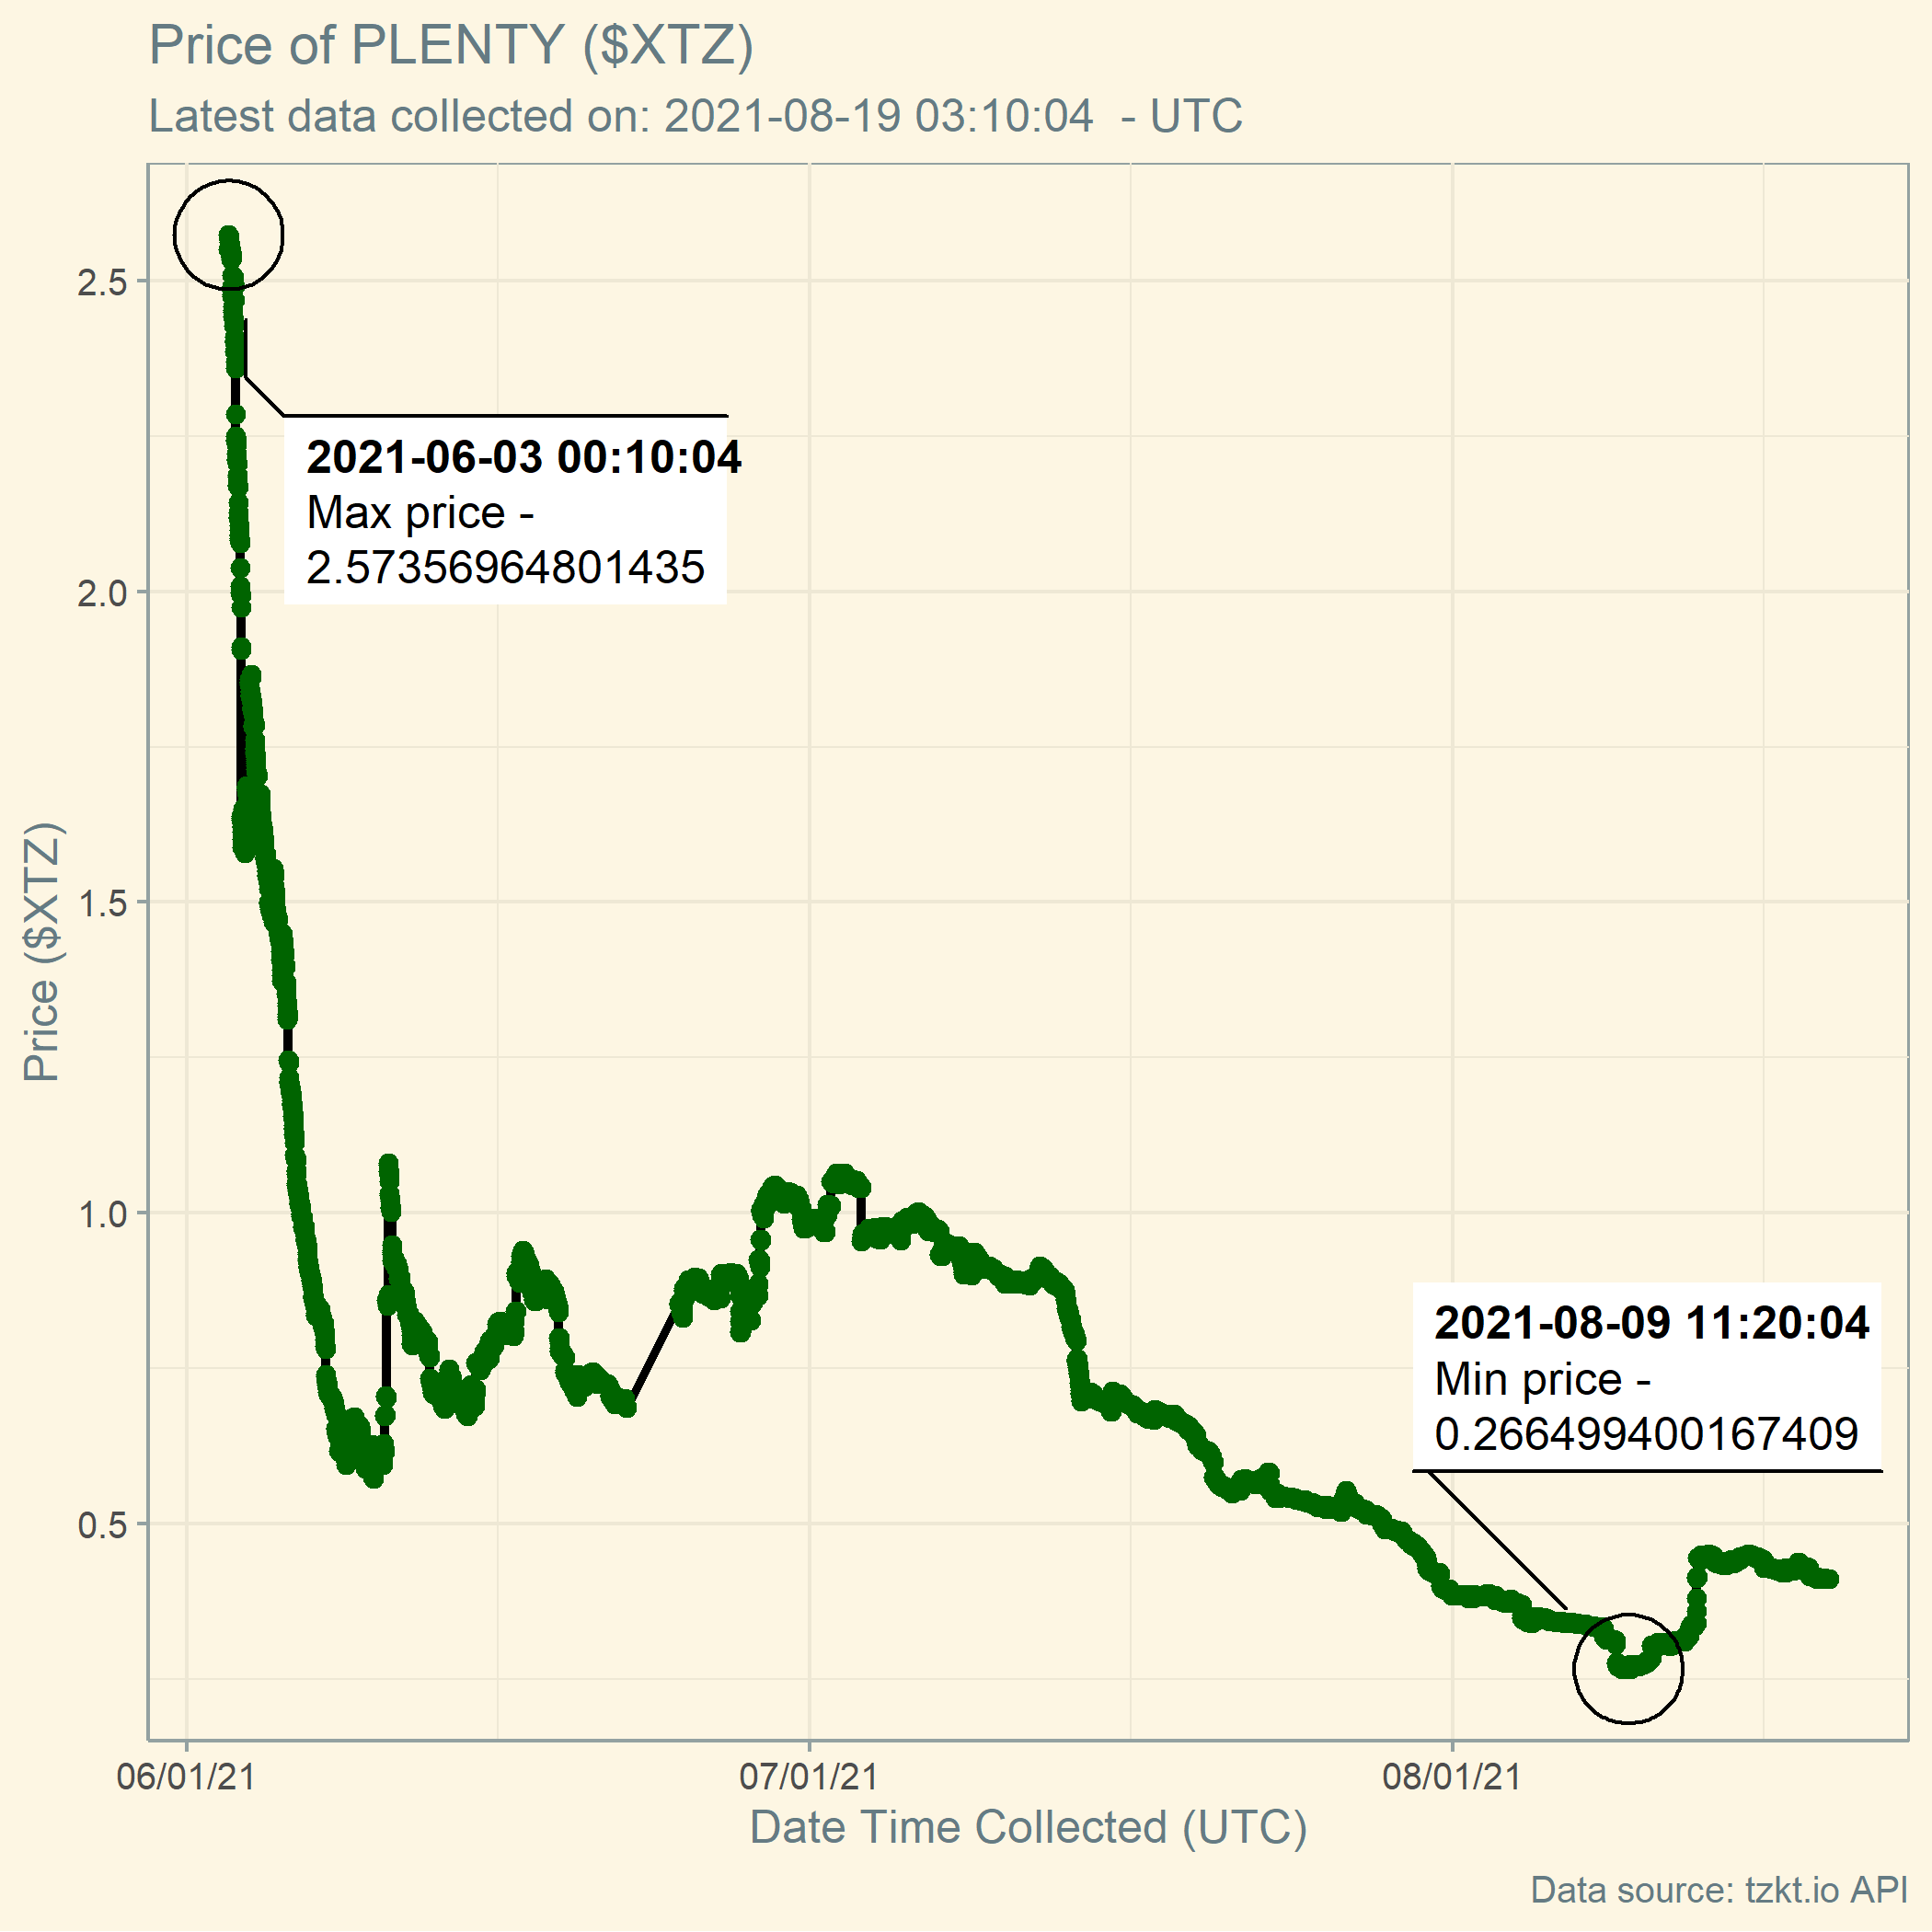 Price of PLENTY ($XTZ)
Latest data collected on: 2021-08-19 03:10:04  - UTC
2021-06-03 00:10:04
Max price -
2.57356964801435
2021-08-09 11:20:04
Min price -
0.266499400167409
2.5
2.0
1.5
1.0
0.5
Price ($XTZ)
06/01/21
07/01/21
08/01/21
Date Time Collected (UTC)
Data source: tzkt.io API